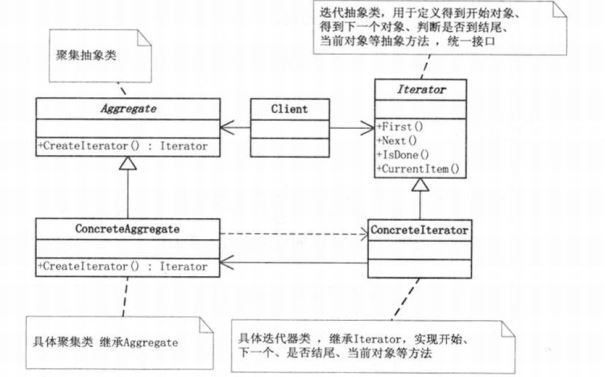 迭代抽象类，用于定义得到开始对象、
得到下一个对象、判断是否到结尾、
当前对象等抽象方法，统一接口
聚集抽象类
Aggregate
+CreateIterator() : Iterator
Client
Iterator
+First()
+Next()
+IsDone()
+CurrentItem()
ConcreteAggregate
+CreateIterator() : Iterator
ConcreteIterator
具体聚集类 继承Aggregate
具体迭代器类，继承Iterator，实现开始、
下一个、是否结尾、当前对象等方法